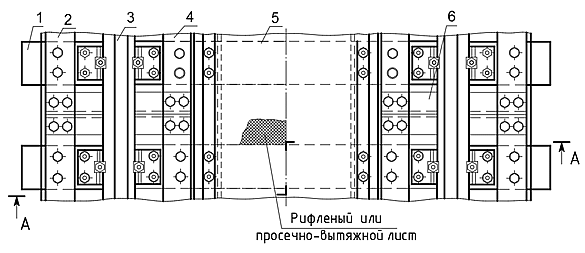 1 2 3 4 5 6
A
A
Рифленый или
просечно-вытяжной лист